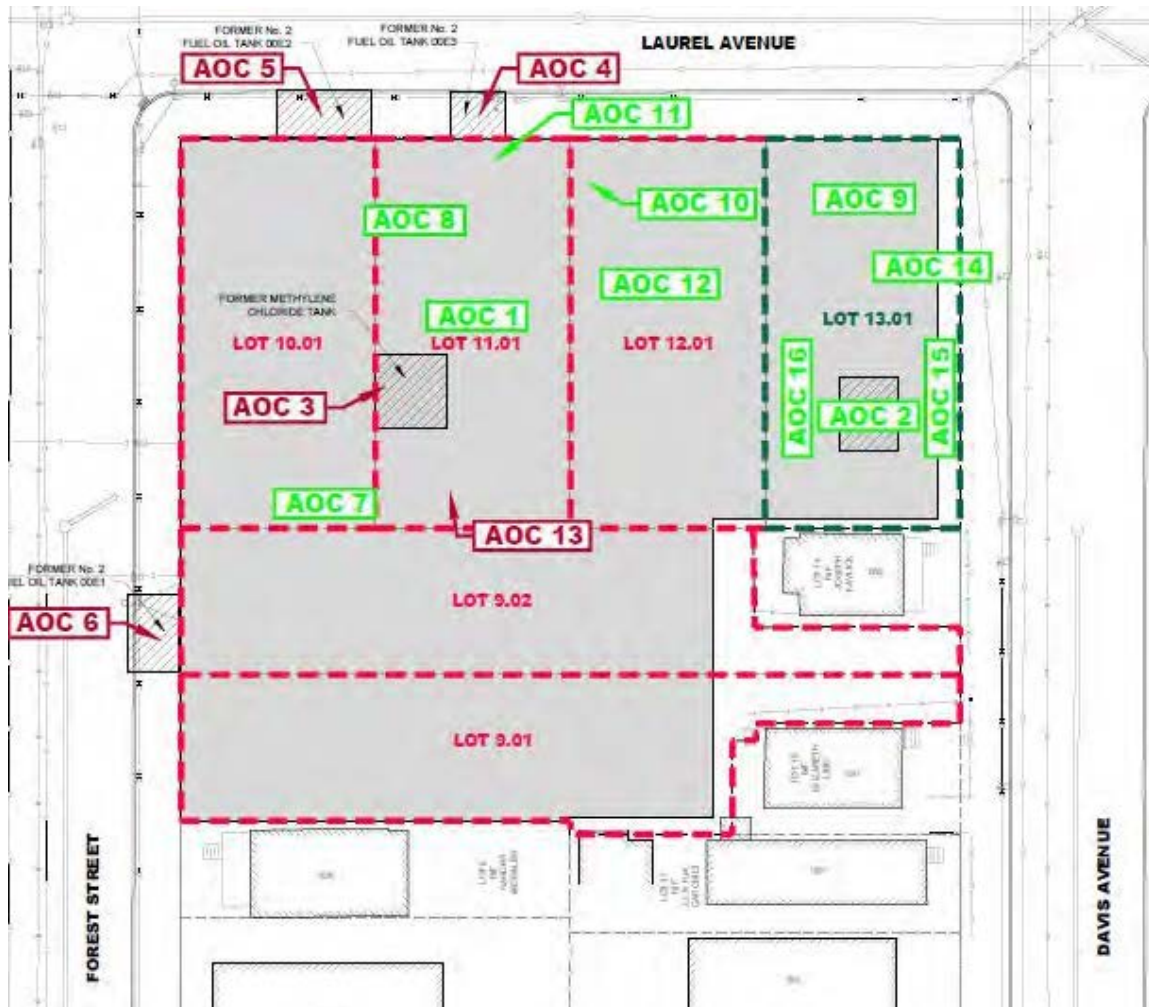 FORMER No. 2
FUEL OIL TANK 00E2
FORMER No. 2
FUEL OIL TANK 00E3
LAUREL AVENUE
AOC 5
AOC 4
AOC 11
AOC 8
AOC 10
AOC 9
AOC 14
AOC 12
FORMER METHYLENE
CHLORIDE TANK
AOC 1
LOT 13.01
LOT 10.01
LOT 11.01
LOT 12.01
AOC 3
AOC 16
AOC 2
AOC 15
AOC 7
AOC 13
FORMER No. 2
EL OIL TANK 00E1
AOC 6
LOT 9.02
LOT 9.01
FOREST STREET
DAVIS AVENUE